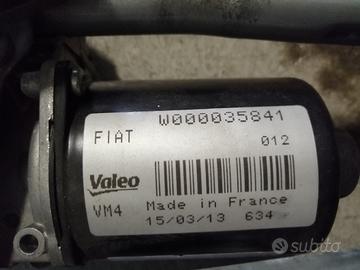 W000035841
FIAT
012
Valeo
VM4 Made in France
15/03/13 634
subito